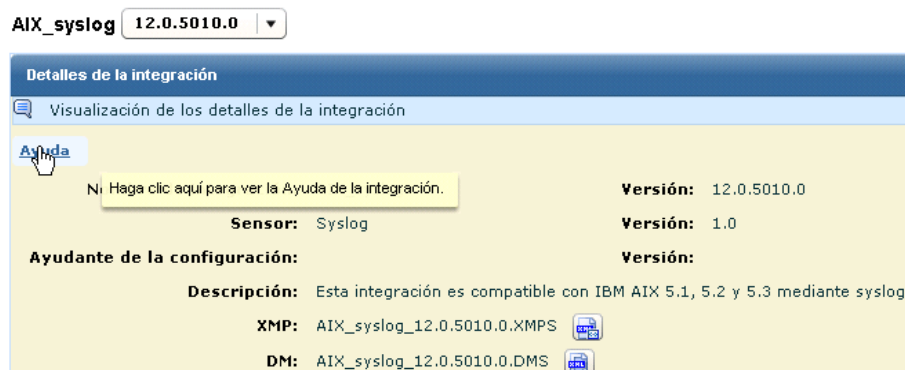 AIX_syslog 12.0.5010.0
Detalles de la integración
Visualización de los detalles de la integración
Ayuda
Haga clic aquí para ver la Ayuda de la integración. Versión: 12.0.5010.0
Sensor: Syslog Versión: 1.0
Ayudante de la configuración: Versión:
Descripción: Esta integración es compatible con IBM AIX 5.1, 5.2 y 5.3 mediante syslog
XMP: AIX_syslog_12.0.5010.0.XMPS
DM: AIX_syslog_12.0.5010.0.DMS